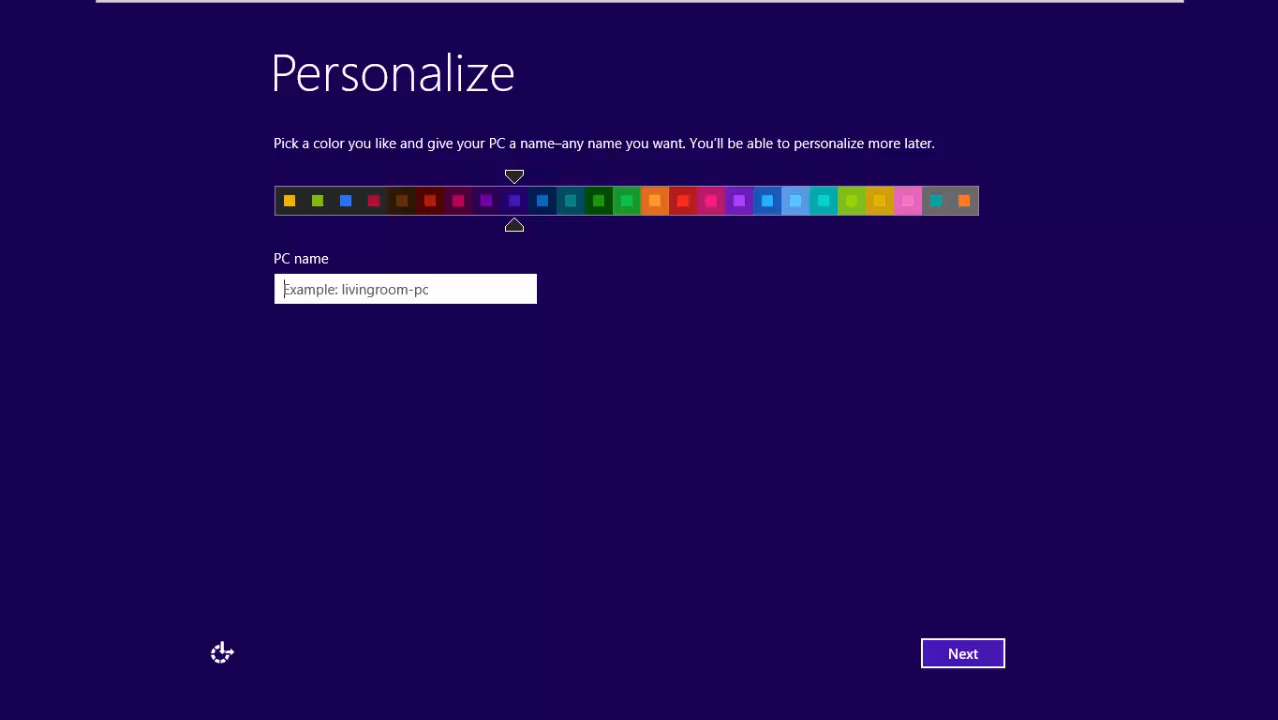 Personalize
Pick a color you like and give your PC a name–any name you want. You'll be able to personalize more later.
PC name
Example: livingroom-pc
Next